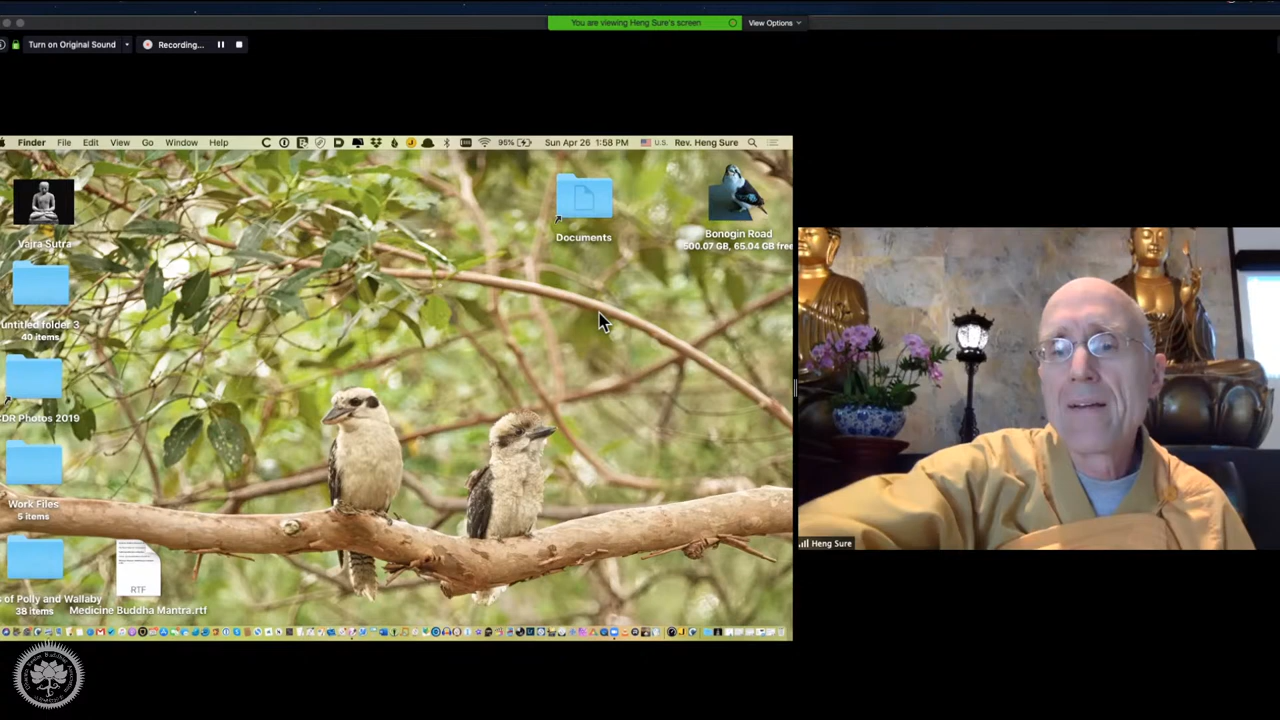 You are viewing Heng Sure's screen
View Options
Turn on Original Sound
Recording...
Finder File Edit View Go Window Help
95%
Sun Apr 26 1:58 PM
U.S.
Rev. Heng Sure
Vajra Sutra
Documents
Bonogin Road
500.07 GB, 65.04 GB free
untitled folder 3
40 items
CDR Photos 2019
Work Files
5 items
s of Polly and Wallaby
38 items
RTF
Medicine Buddha Mantra.rtf
Heng Sure